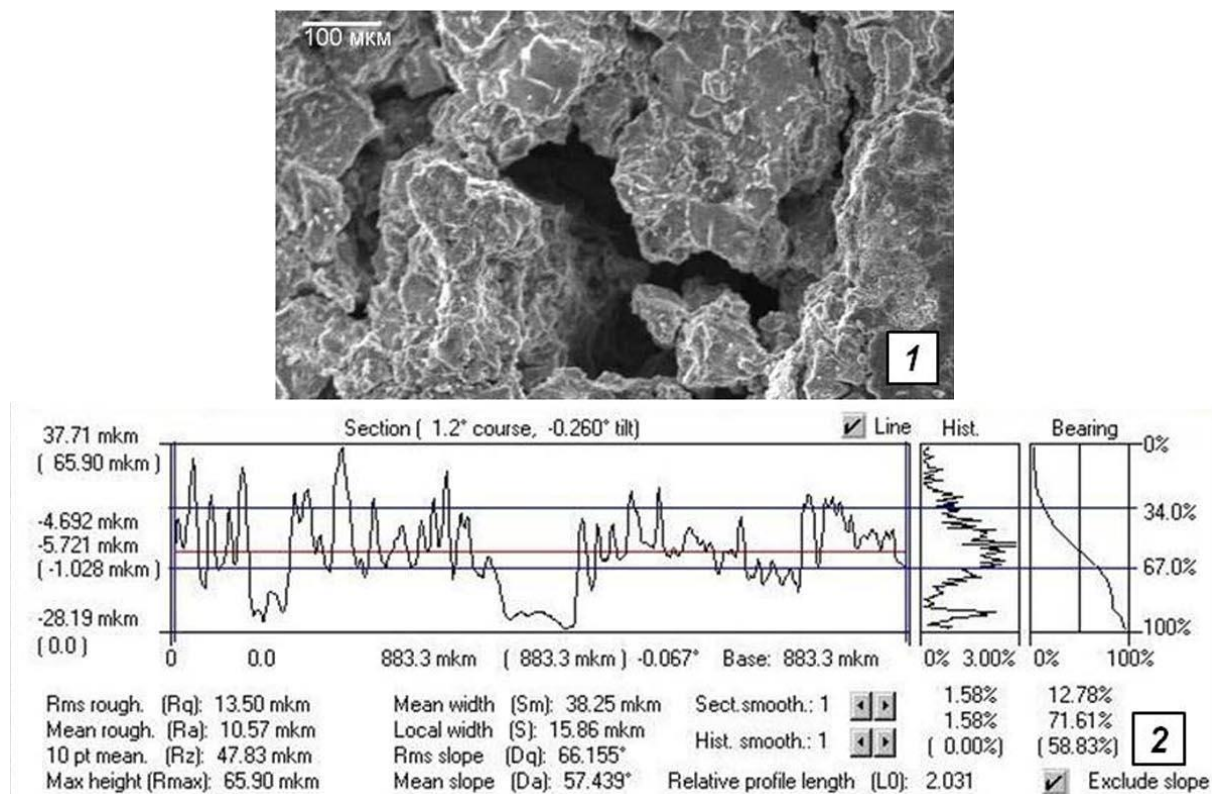 100 мкм
1
37.71 mkm
( 65.90 mkm )
Section ( 1.2° course, -0.260° tilt)
Line
Hist.
Bearing
0%
-4.692 mkm
34.0%
-5.721 mkm
( -1.028 mkm )
67.0%
-28.19 mkm
( 0.0 )
100%
0 0.0 883.3 mkm ( 883.3 mkm ) -0.067° Base: 883.3 mkm 0% 3.00% 0% 100%
Rms rough. (Rq): 13.50 mkm Mean width (Sm): 38.25 mkm Sect.smooth.: 1 1.58% 12.78%
Mean rough. (Ra): 10.57 mkm Local width (S): 15.86 mkm 1.58% 71.61%
10 pt mean. (Rz): 47.83 mkm Rms slope (Dq): 66.155° Hist. smooth.: 1 ( 0.00%) (58.83%)
2
Max height (Rmax): 65.90 mkm Mean slope (Da): 57.439° Relative profile length (L0): 2.031 Exclude slope